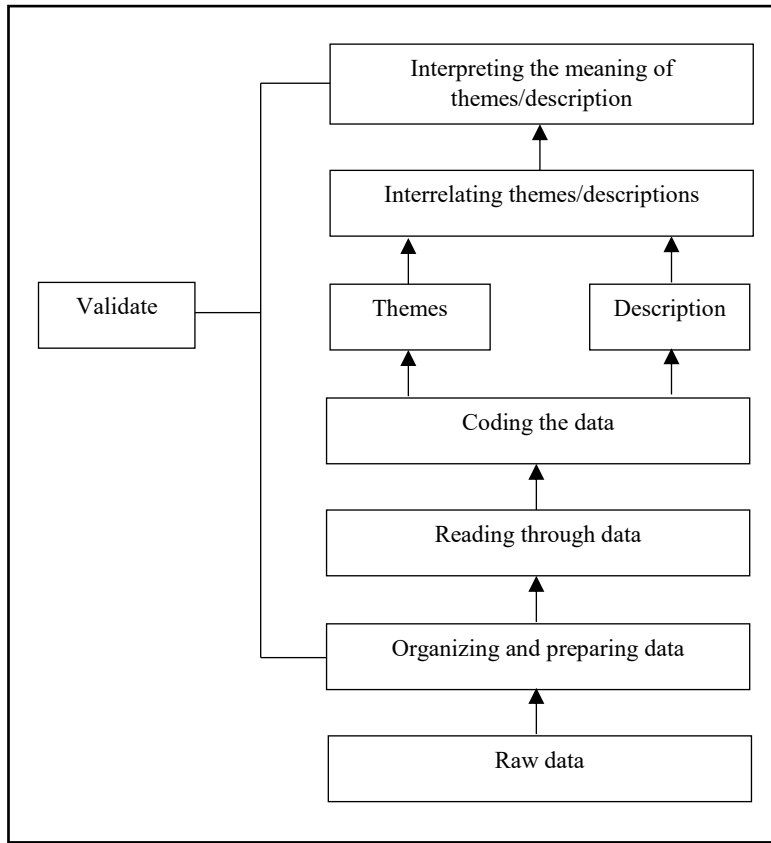 Interpreting the meaning of
themes/description
Interrelating themes/descriptions
Validate
Themes
Description
Coding the data
Reading through data
Organizing and preparing data
Raw data